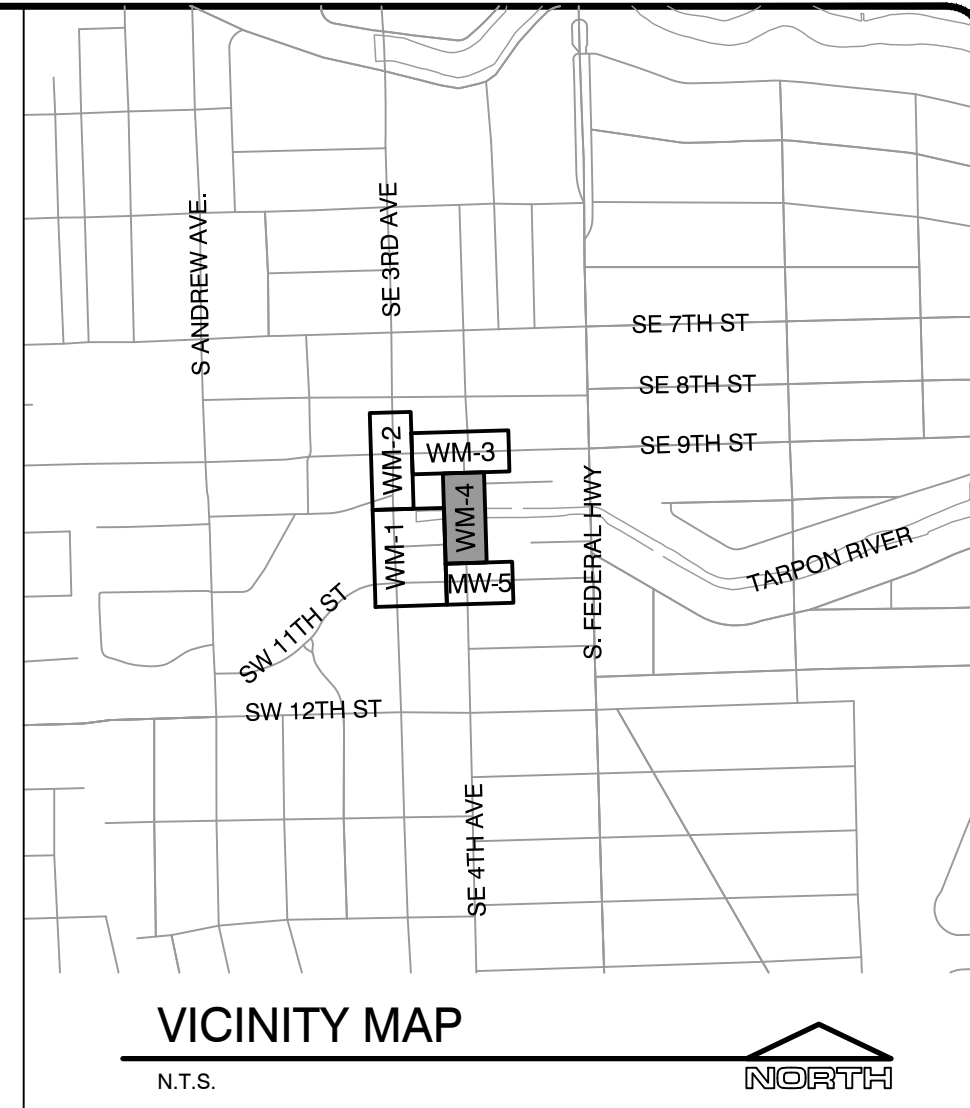 S ANDREW AVE.
SE 3RD AVE
SE 7TH ST
SE 8TH ST
SE 9TH ST
WM-2
WM-3
WM-4
WM-1
MW-5
S. FEDERAL HWY
TARPON RIVER
SW 11TH ST
SW 12TH ST
SE 4TH AVE
VICINITY MAP
N.T.S.
NORTH